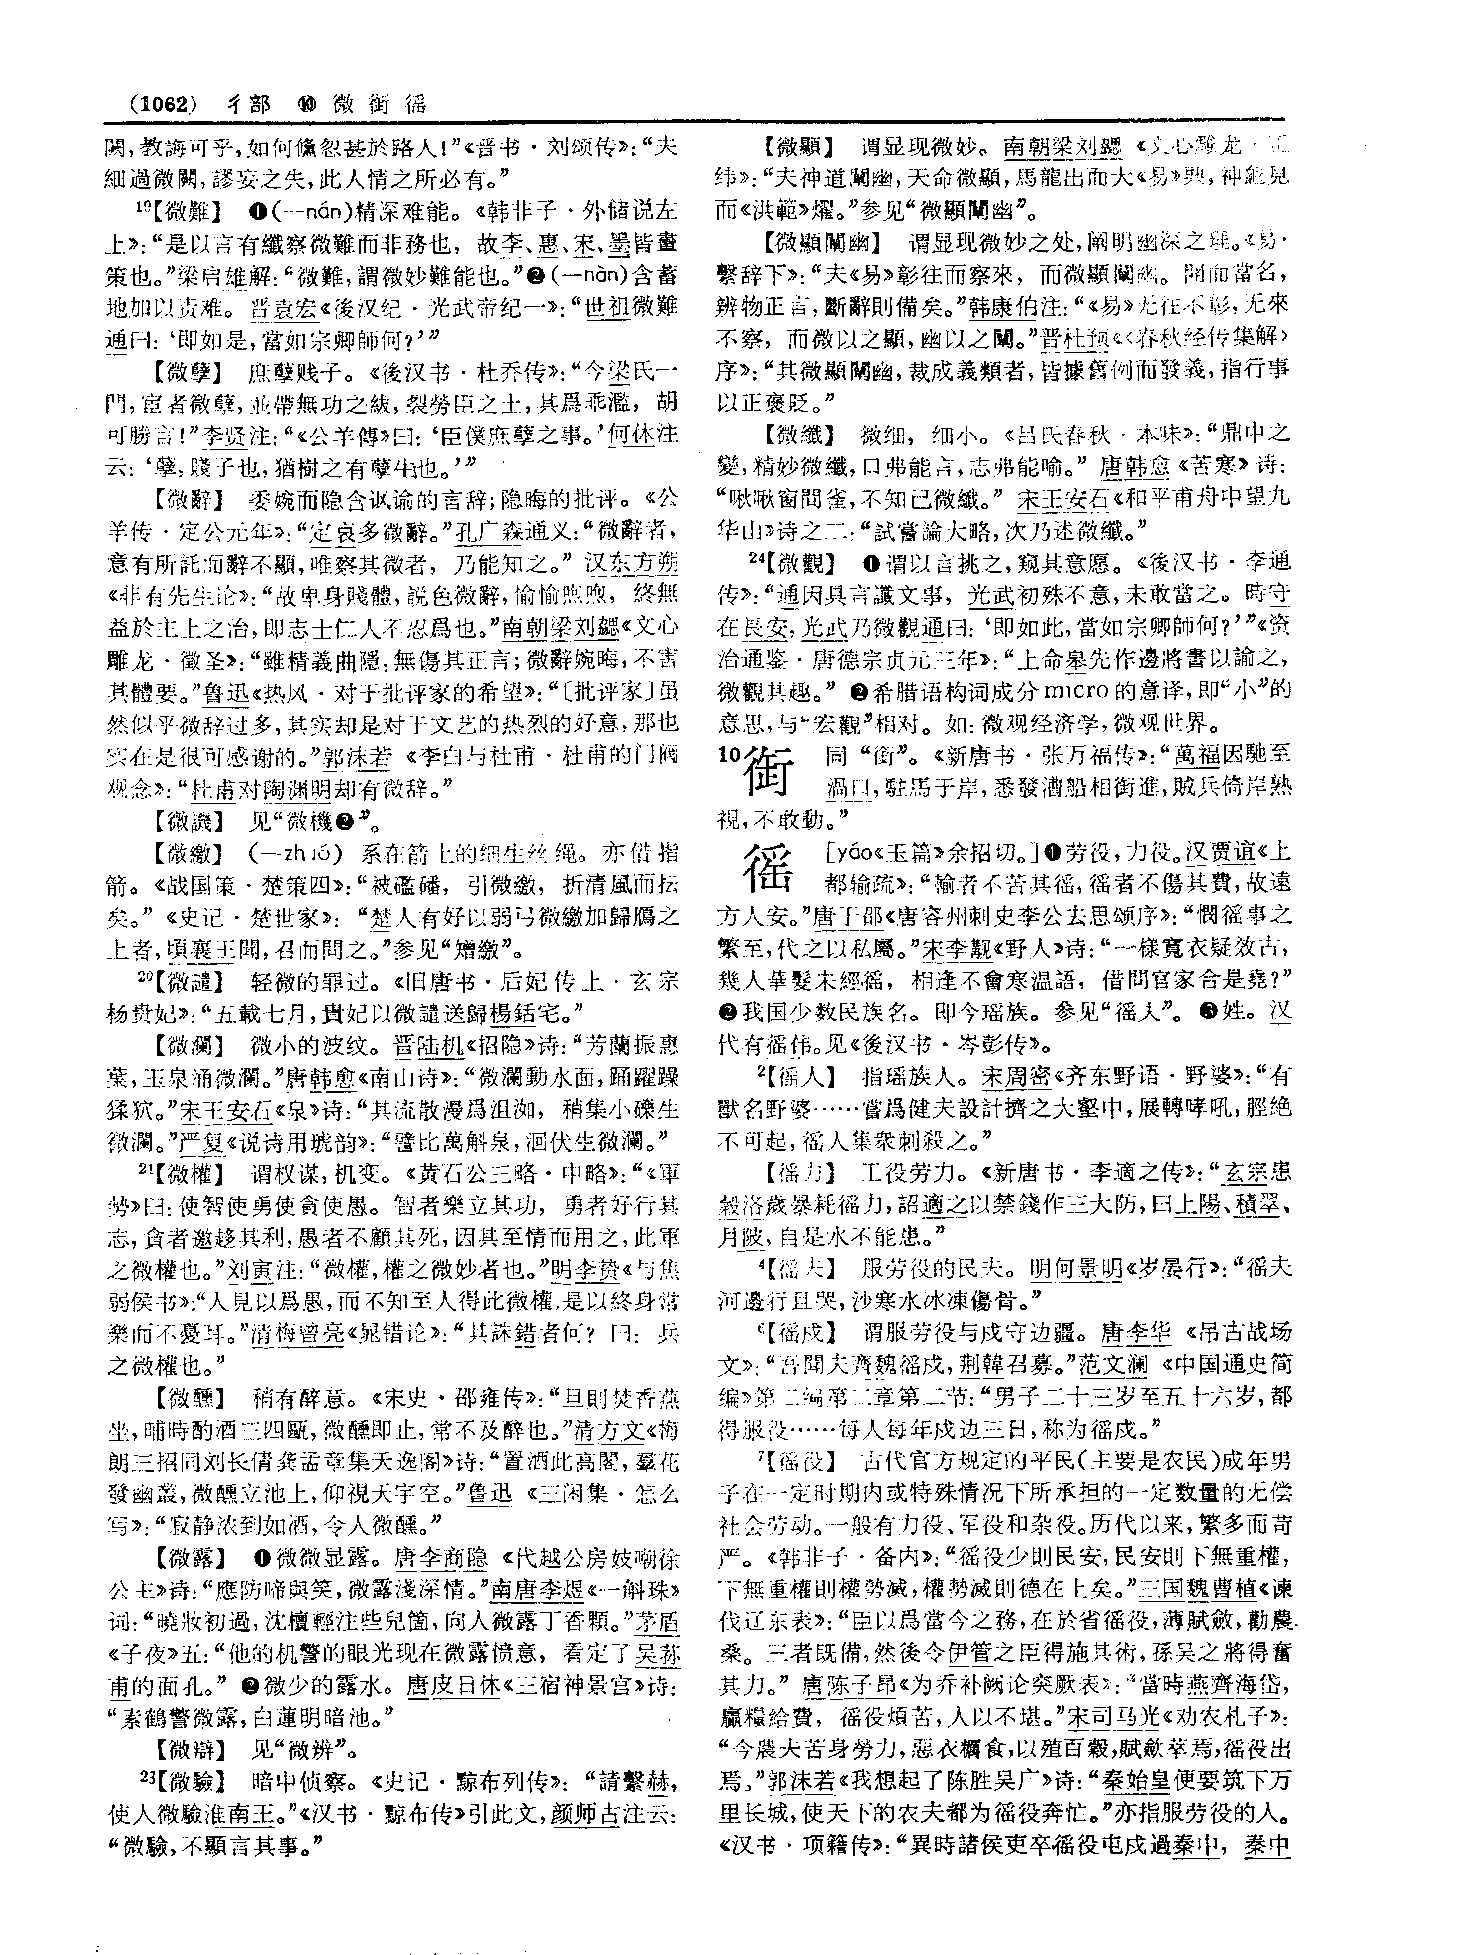 (1062) 彳部 ❿ 微衘徭
闕,教誨可乎,如何儵忽甚於路人!”《晋书·刘颂传》:“夫
細過微闕,謬妄之失,此人情之所必有。”
19【微難】 ❶(—nán)精深难能。《韩非子·外储说左
上》:“是以言有纖察微難而非務也, 故李、惠、宋、墨皆畫
策也。”梁启雄解:“微難,謂微妙難能也。”❷(—nàn)含蓄
地加以责难。 晋袁宏《後汉纪·光武帝纪一》:“世祖微難
通曰:‘即如是,當如宗卿師何?’”
【微孽】 庶孽贱子。《後汉书·杜乔传》:“今梁氏一
門,宦者微孽,並帶無功之紱,裂勞臣之土,其爲乖濫, 胡
可勝言!”李贤注:“《公羊傳》曰:‘臣僕庶孽之事。’何休注
云:‘孽,賤子也,猶樹之有孽生也。’”
【微辭】 委婉而隐含讽谕的言辞;隐晦的批评。《公
羊传·定公元年》:“定哀多微辭。”孔广森通义:“微辭者,
意有所託而辭不顯,唯察其微者, 乃能知之。” 汉东方朔
《非有先生论》:“故卑身賤體,説色微辭,愉愉煦煦, 終無
益於主上之治,即志士仁人不忍爲也。”南朝梁刘勰《文心
雕龙·徵圣》:“雖精義曲隱,無傷其正言;微辭婉晦,不害
其體要。”鲁迅《热风·对于批评家的希望》:“〔批评家〕虽
然似乎微辞过多,其实却是对于文艺的热烈的好意,那也
实在是很可感谢的。”郭沫若 《李白与杜甫·杜甫的门阀
观念》:“杜甫对陶渊明却有微辞。”
【微譏】 见“微機❷”。
【微繳】 (—zhuó) 系在箭上的细生丝绳。亦借指
箭。《战国策·楚策四》:“被礛磻, 引微繳, 折清風而抎
矣。” 《史记·楚世家》: “楚人有好以弱弓微繳加歸鴈之
上者,頃襄王聞,召而問之。”参见“矰繳”。
20【微譴】 轻微的罪过。《旧唐书·后妃传上·玄宗
杨贵妃》:“五載七月,貴妃以微譴送歸楊銛宅。”
【微瀾】 微小的波纹。晋陆机《招隐》诗:“芳蘭振惠
葉,玉泉涌微瀾。”唐韩愈《南山诗》:“微瀾動水面,踊躍躁
猱狖。”宋王安石《泉》诗:“其流散漫爲沮洳, 稍集小磯生
微瀾。”严复《说诗用琥韵》:“譬比萬斛泉,洄伏生微瀾。”
21【微權】 谓权谋,机变。《黄石公三略·中略》:“《軍
勢》曰:使智使勇使貪使愚。 智者樂立其功, 勇者好行其
志,貪者邀趨其利,愚者不顧其死,因其至情而用之,此軍
之微權也。”刘寅注:“微權,權之微妙者也。”明李贽《与焦
弱侯书》:“人見以爲愚,而不知至人得此微權,是以終身常
樂而不憂耳。”清梅曾亮《晁错论》:“其誅錯者何? 曰: 兵
之微權也。”
【微醺】 稍有醉意。《宋史·邵雍传》:“旦則焚香燕
坐,晡時酌酒三四甌,微醺即止,常不及醉也。”清方文《梅
朗三招同刘长倩龚孟章集天逸阁》诗:“置酒此高閣,羣花
發幽叢,微醺立池上,仰視天宇空。”鲁迅 《三闲集·怎么
写》:“寂静浓到如酒,令人微醺。”
【微露】 ❶微微显露。唐李商隐 《代越公房妓嘲徐
公主》诗:“應防啼與笑,微露淺深情。”南唐李煜《一斛珠》
词:“曉妝初過,沈檀輕注些兒箇,向人微露丁香顆。”茅盾
《子夜》五:“他的机警的眼光现在微露愤意, 看定了吴荪
甫的面孔。” ❷微少的露水。唐皮日休《三宿神景宫》诗:
“素鶴警微露,白蓮明暗池。”
【微辯】 见“微辨”。
23【微驗】 暗中侦察。《史记·黥布列传》: “請繫赫,
使人微驗淮南王。”《汉书·黥布传》引此文,颜师古注云:
“微驗,不顯言其事。”
【微顯】 谓显现微妙。南朝梁刘勰《文心雕龙·正
纬》:“夫神道闡幽,天命微顯,馬龍出而大《易》興,神龜見
而《洪範》燿。”参见“微顯闡幽”。
【微顯闡幽】 谓显现微妙之处,阐明幽深之理。《易·
繫辞下》:“夫《易》彰往而察來, 而微顯闡幽。 開而當名,
辨物正言,斷辭則備矣。”韩康伯注:“《易》无往不彰,无來
不察, 而微以之顯,幽以之闡。”晋杜预《〈春秋经传集解〉
序》:“其微顯闡幽,裁成義類者,皆據舊例而發義,指行事
以正褒貶。”
【微纖】 微细, 细小。《吕氏春秋·本味》:“鼎中之
變,精妙微纖,口弗能言,志弗能喻。” 唐韩愈《苦寒》诗:
“啾啾窗間雀,不知已微纖。” 宋王安石《和平甫舟中望九
华山》诗之二:“試嘗論大略,次乃述微纖。”
24【微觀】 ❶谓以言挑之,窥其意愿。《後汉书·李通
传》:“通因具言讖文事, 光武初殊不意,未敢當之。時守
在長安,光武乃微觀通曰:‘即如此,當如宗卿師何?’”《资
治通鉴·唐德宗贞元三年》:“上命皋先作邊將書以諭之,
微觀其趣。” ❷希腊语构词成分micro的意译,即“小”的
意思,与“宏觀”相对。如:微观经济学,微观世界。
10衘 同“銜”。《新唐书·张万福传》:“萬福因馳至
渦口,駐馬于岸,悉發漕船相銜進,賊兵倚岸熟
視,不敢動。”
徭 [yáo《玉篇》余招切。]❶劳役,力役。汉贾谊《上
都输疏》:“輸者不苦其徭,徭者不傷其費,故遠
方人安。”唐于邵《唐容州刺史李公去思颂序》:“憫徭事之
繁至,代之以私屬。”宋李觏《野人》诗:“一樣寬衣疑效古,
幾人華髮未經徭, 相逢不會寒温語, 借問官家合是堯?”
❷我国少数民族名。即今瑶族。参见“徭人”。 ❸姓。汉
代有徭伟。见《後汉书·岑彭传》。
2【徭人】 指瑶族人。宋周密《齐东野语·野婆》:“有
獸名野婆……嘗爲健夫設計擠之大壑中,展轉哮吼,脛絶
不可起,徭人集衆刺殺之。”
【徭力】 工役劳力。《新唐书·李適之传》:“玄宗患
穀洛歲暴耗徭力,詔適之以禁錢作三大防,曰上陽、積翠、
月陂,自是水不能患。”
4【徭夫】 服劳役的民夫。明何景明《岁晏行》:“徭夫
河邊行且哭,沙寒水冰凍傷骨。”
6【徭戍】 谓服劳役与戍守边疆。唐李华 《吊古战场
文》:“吾聞夫齊魏徭戍,荆韓召募。”范文澜 《中国通史简
编》第二编第二章第二节:“男子二十三岁至五十六岁,都
得服役……每人每年戍边三日,称为徭戍。”
7【徭役】 古代官方规定的平民(主要是农民)成年男
子在一定时期内或特殊情况下所承担的一定数量的无偿
社会劳动。一般有力役、军役和杂役。历代以来,繁多而苛
严。《韩非子·备内》:“徭役少則民安,民安則下無重權,
下無重權則權勢滅,權勢滅則德在上矣。”三国魏曹植《谏
伐辽东表》:“臣以爲當今之務,在於省徭役,薄賦斂,勸農
桑。三者既備,然後令伊管之臣得施其術,孫吴之將得奮
其力。” 唐陈子昂《为乔补阙论突厥表》:“當時燕齊海岱,
贏糧給費, 徭役煩苦,人以不堪。”宋司马光《劝农札子》:
“今農夫苦身勞力,惡衣糲食,以殖百穀,賦斂萃焉,徭役出
焉。”郭沫若《我想起了陈胜吴广》诗:“秦始皇便要筑下万
里长城,使天下的农夫都为徭役奔忙。”亦指服劳役的人。
《汉书·项籍传》:“異時諸侯吏卒徭役屯戍過秦中, 秦中